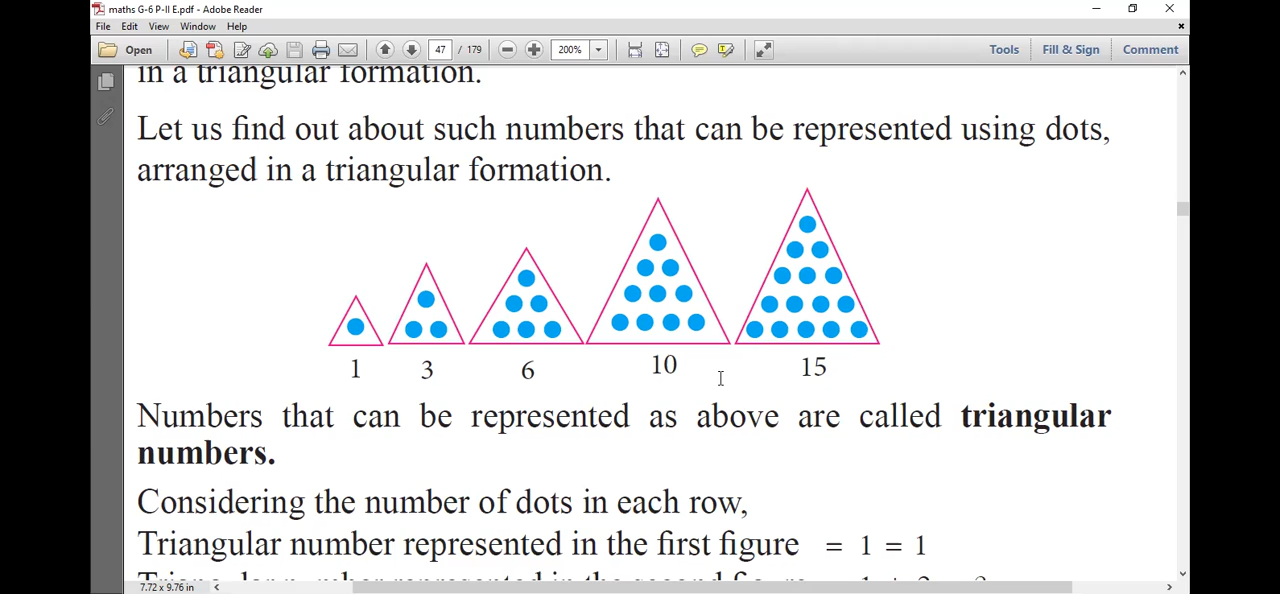 maths G-6 P-II E.pdf - Adobe Reader
File Edit View Window Help
Open 47 / 179 200% Tools Fill & Sign Comment
in a triangular formation.
Let us find out about such numbers that can be represented using dots,
arranged in a triangular formation.
1 3 6 10 15
Numbers that can be represented as above are called triangular
numbers.
Considering the number of dots in each row,
Triangular number represented in the first figure = 1 = 1
7.72 x 9.76 in